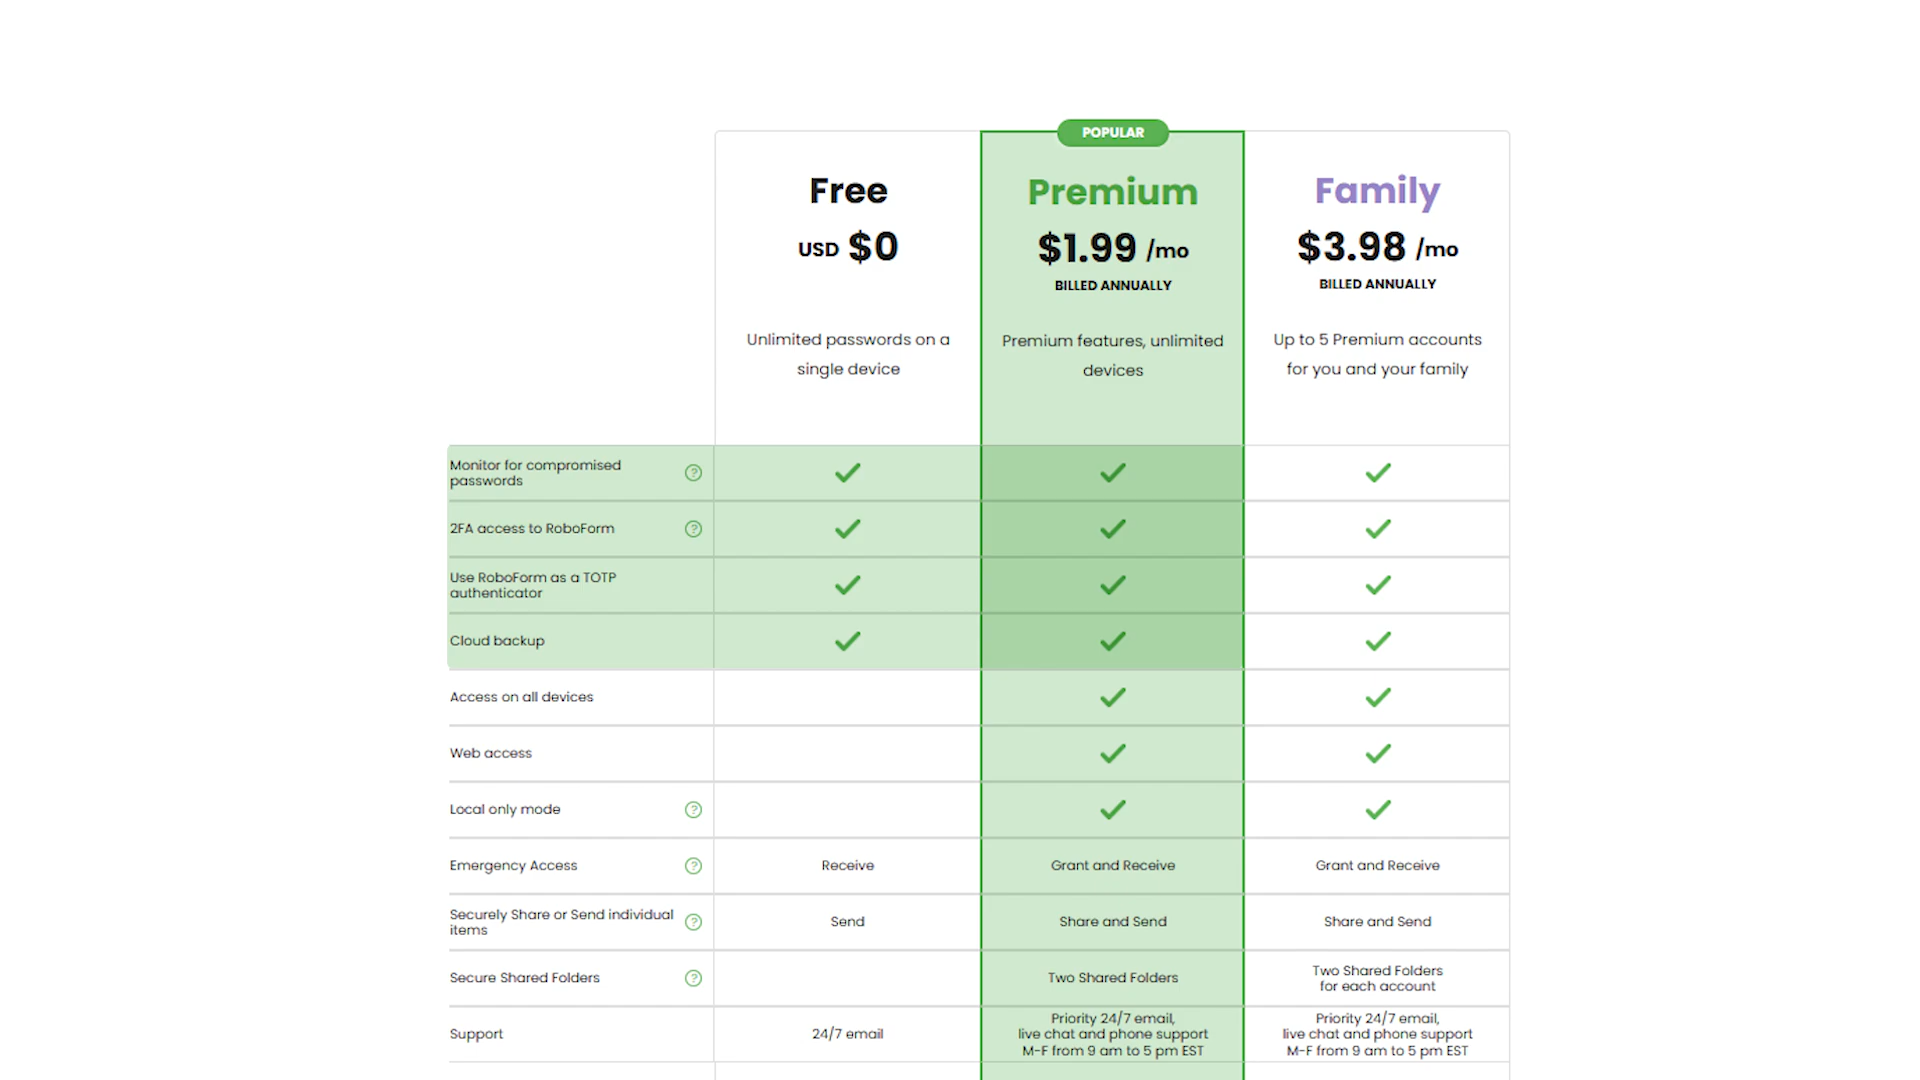 POPULAR
Free
Premium
Family
USD $0
$1.99 /mo
$3.98 /mo
BILLED ANNUALLY
BILLED ANNUALLY
Unlimited passwords on a
single device
Premium features, unlimited
devices
Up to 5 Premium accounts
for you and your family
Monitor for compromised
passwords
?
2FA access to RoboForm
?
Use RoboForm as a TOTP
authenticator
Cloud backup
Access on all devices
Web access
Local only mode
?
Emergency Access
?
Receive
Grant and Receive
Grant and Receive
Securely Share or Send individual
items
?
Send
Share and Send
Share and Send
Secure Shared Folders
?
Two Shared Folders
Two Shared Folders
for each account
Support
24/7 email
Priority 24/7 email,
live chat and phone support
M-F from 9 am to 5 pm EST
Priority 24/7 email,
live chat and phone support
M-F from 9 am to 5 pm EST